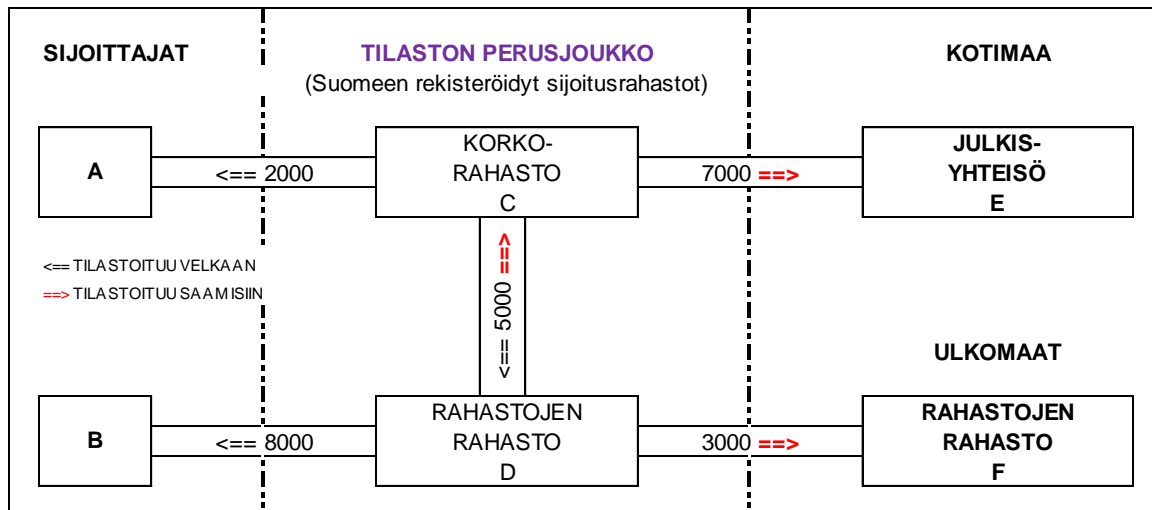 SIJOITTAJAT
TILASTON PERUSJOUKKO
KOTIMAA
(Suomeen rekisteröidyt sijoitusrahastot)
A
<== 2000
KORKO-
RAHASTO
C
7000 ==>
JULKIS-
YHTEISÖ
E
<== TILASTOITUU VELKAAN
==> TILASTOITUU SAAMISIIN
<== 5000 ==>
ULKOMAAT
B
<== 8000
RAHASTOJEN
RAHASTO
D
3000 ==>
RAHASTOJEN
RAHASTO
F